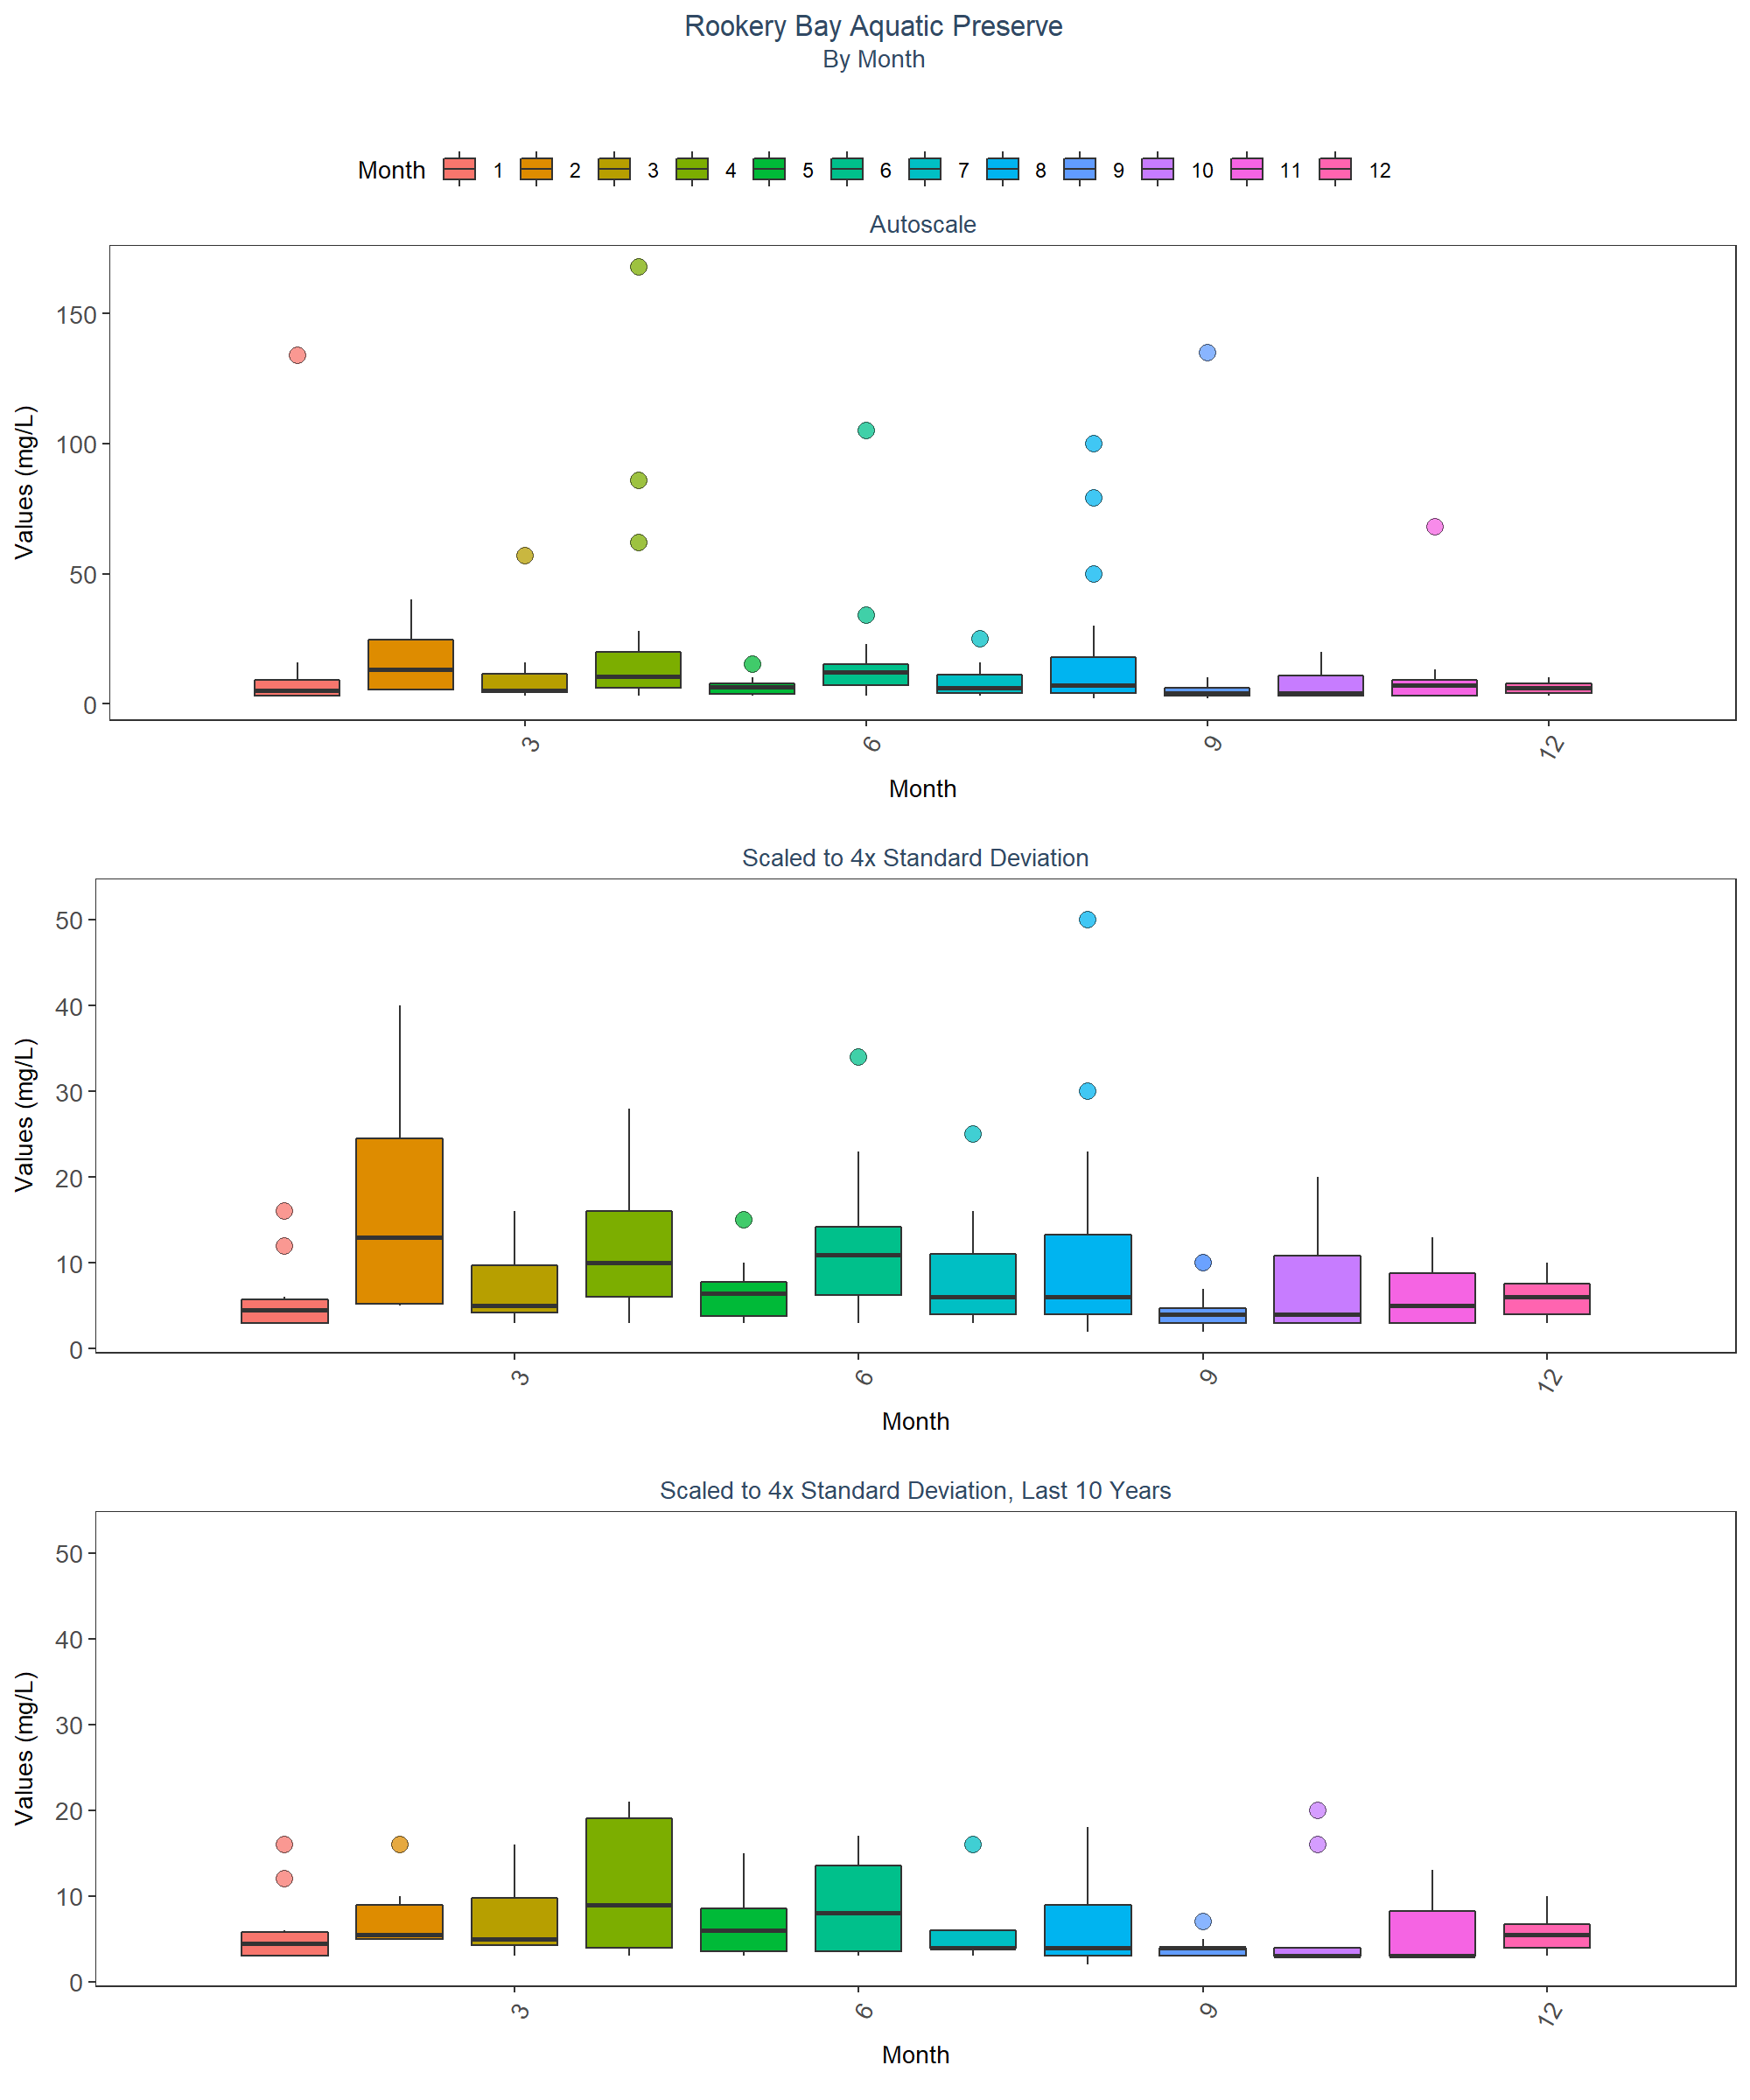 Rookery Bay Aquatic Preserve
By Month
Month 1 2 3 4 5 6 7 8 9 10 11 12
Autoscale
Values (mg/L)
150
100
50
0
3 6 9 12
Month
Scaled to 4x Standard Deviation
Values (mg/L)
50
40
30
20
10
0
3 6 9 12
Month
Scaled to 4x Standard Deviation, Last 10 Years
Values (mg/L)
50
40
30
20
10
0
3 6 9 12
Month